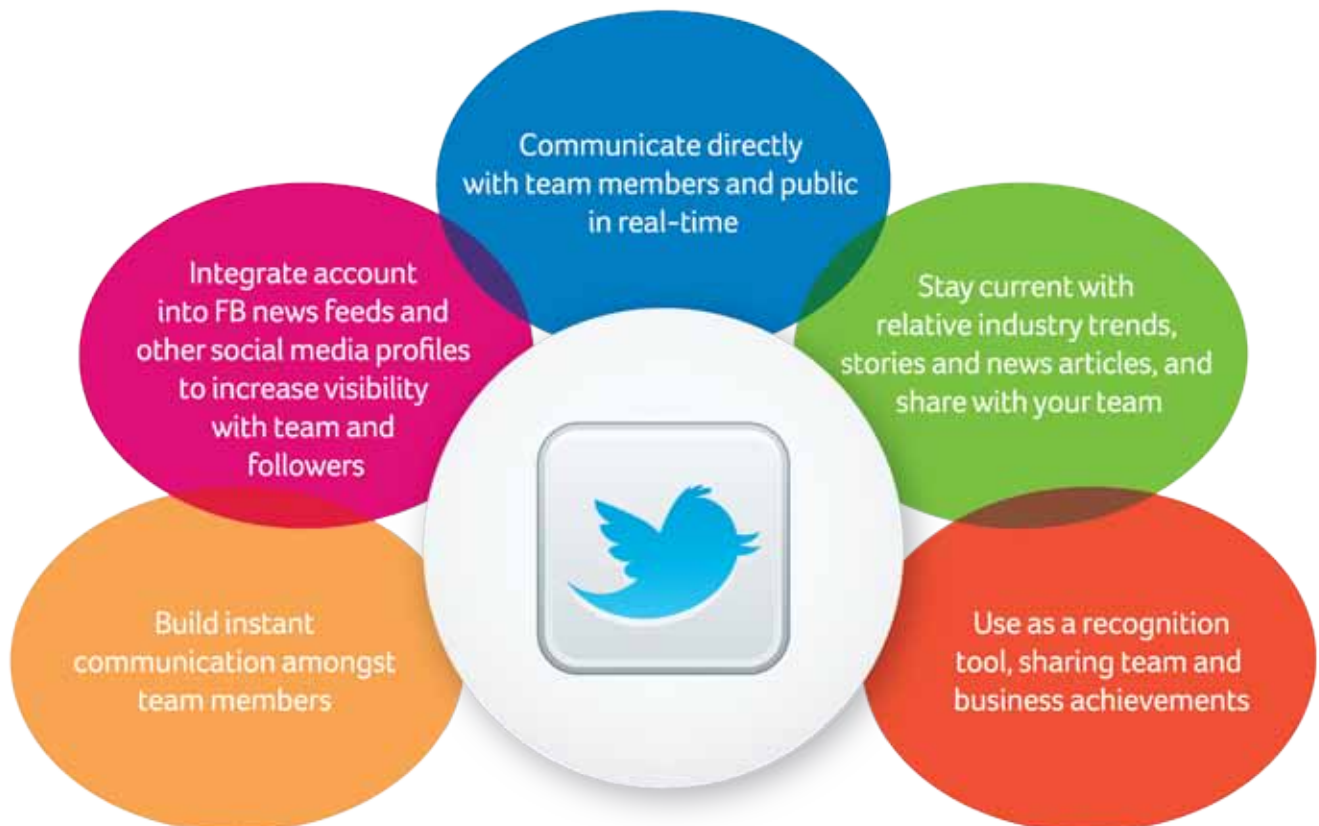 Communicate directly
with team members and public
in real-time
Integrate account
into FB news feeds and
other social media profiles
to increase visibility
with team and
followers
Stay current with
relative industry trends,
stories and news articles, and
share with your team
Build instant
communication amongst
team members
Use as a recognition
tool, sharing team and
business achievements